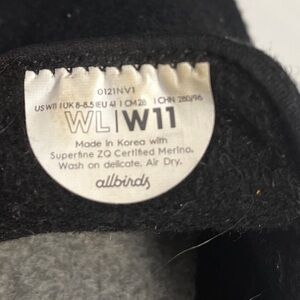 0121NV1
US W11 | UK 8-8.5 | EU 41 | CM 28 | CHN 280/96
WL|W11
Made in Korea with
Superfine ZQ Certified Merino.
Wash on delicate. Air Dry.
allbirds